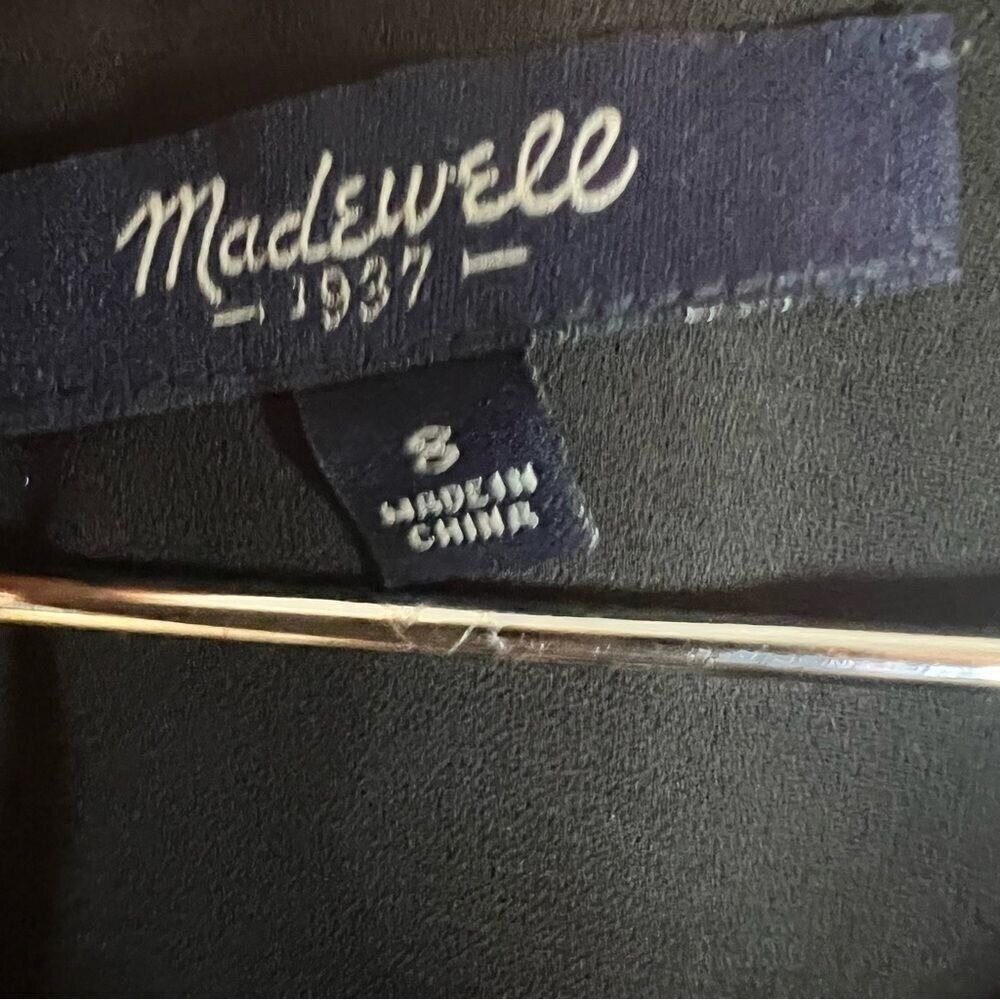 Madewell
— 1937 —
8
MADE IN
CHINA